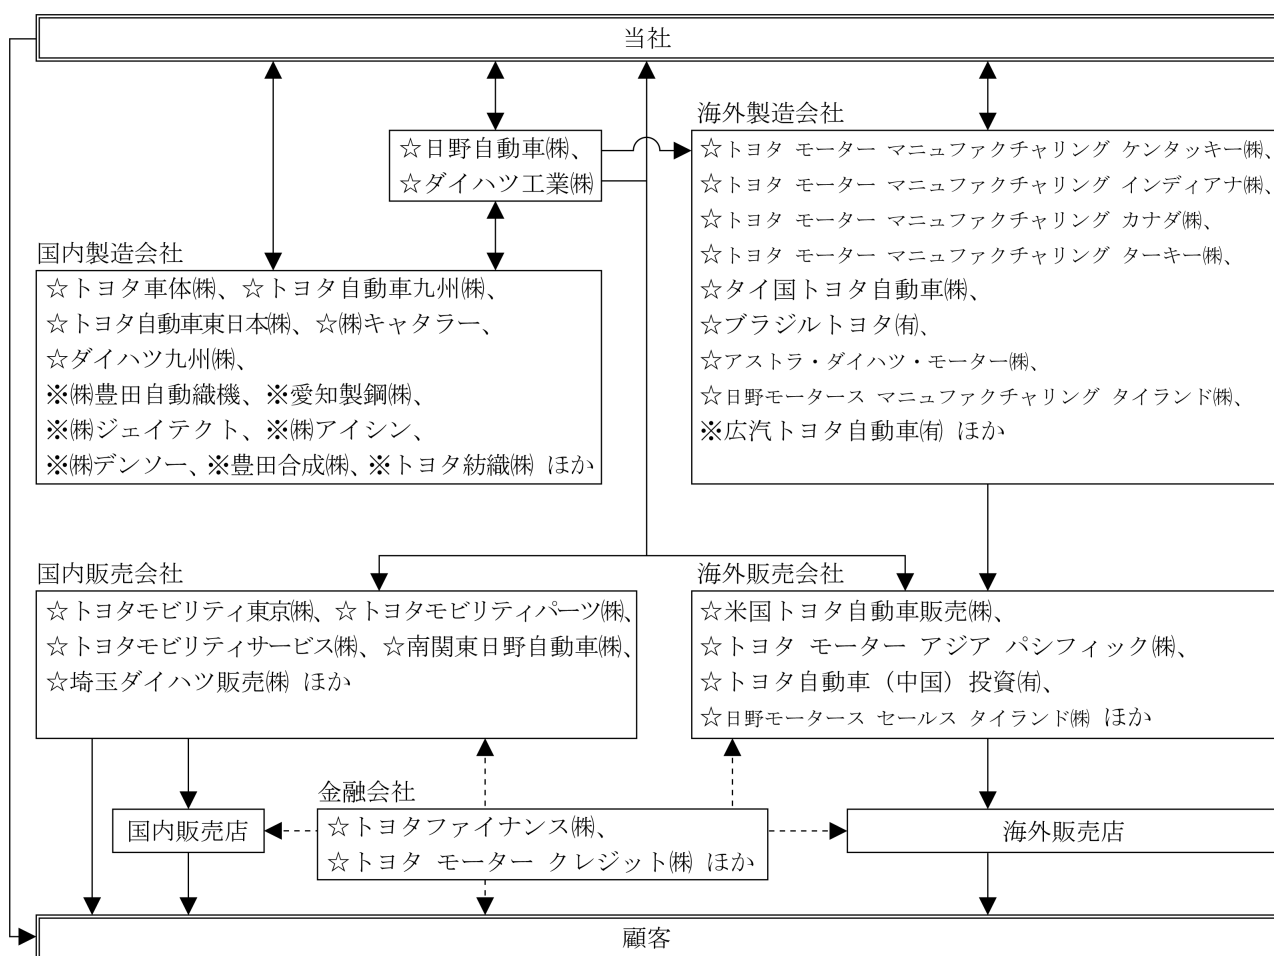 当社
☆日野自動車㈱、
☆ダイハツ工業㈱
海外製造会社
☆トヨタ モーター マニュファクチャリング ケンタッキー㈱、
☆トヨタ モーター マニュファクチャリング インディアナ㈱、
☆トヨタ モーター マニュファクチャリング カナダ㈱、
☆トヨタ モーター マニュファクチャリング ターキー㈱、
☆タイ国トヨタ自動車㈱、
☆ブラジルトヨタ㈲、
☆アストラ・ダイハツ・モーター㈱、
☆日野モータース マニュファクチャリング タイランド㈱、
※広汽トヨタ自動車㈲ ほか
国内製造会社
☆トヨタ車体㈱、☆トヨタ自動車九州㈱、
☆トヨタ自動車東日本㈱、☆㈱キャタラー、
☆ダイハツ九州㈱、
※㈱豊田自動織機、※愛知製鋼㈱、
※㈱ジェイテクト、※㈱アイシン、
※㈱デンソー、※豊田合成㈱、※トヨタ紡織㈱ ほか
国内販売会社
☆トヨタモビリティ東京㈱、☆トヨタモビリティパーツ㈱、
☆トヨタモビリティサービス㈱、☆南関東日野自動車㈱、
☆埼玉ダイハツ販売㈱ ほか
海外販売会社
☆米国トヨタ自動車販売㈱、
☆トヨタ モーター アジア パシフィック㈱、
☆トヨタ自動車（中国）投資㈲、
☆日野モータース セールス タイランド㈱ ほか
金融会社
☆トヨタファイナンス㈱、
☆トヨタ モーター クレジット㈱ ほか
国内販売店
海外販売店
顧客